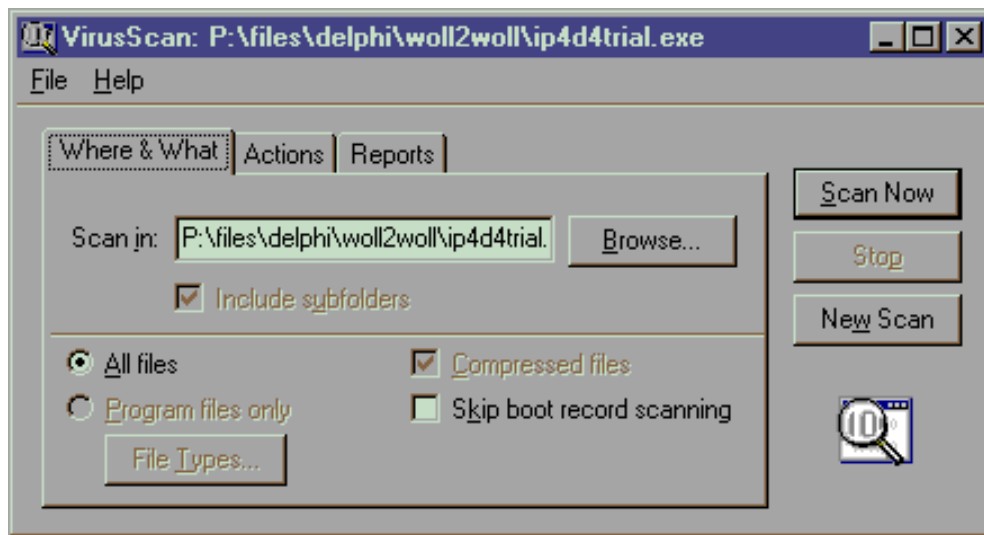 VirusScan: P:\files\delphi\woll2woll\ip4d4trial.exe
File Help
Where & What Actions Reports
Scan Now
Scan in: P:\files\delphi\woll2woll\ip4d4trial. Browse...
Stop
Include subfolders
New Scan
All files Compressed files
Program files only Skip boot record scanning
File Types...